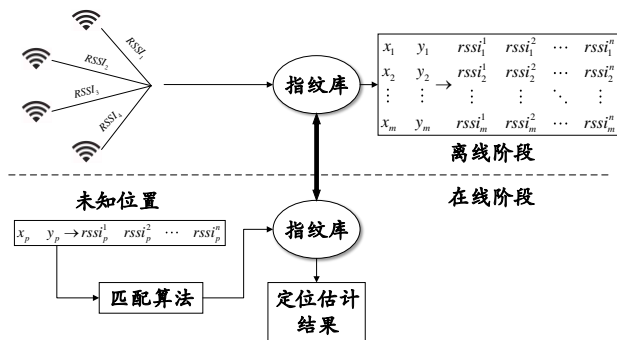 RSSI₁
RSSI₂
RSSI₃
RSSI₄
指纹库
x₁ y₁ rssi₁¹ rssi₁² ⋯ rssi₁ⁿ
x₂ y₂ → rssi₂¹ rssi₂² ⋯ rssi₂ⁿ
⋮ ⋮ ⋮ ⋮ ⋱ ⋮
xₘ yₘ rssiₘ¹ rssiₘ² ⋯ rssiₘⁿ
离线阶段
未知位置
在线阶段
xₚ yₚ → rssiₚ¹ rssiₚ² ⋯ rssiₚⁿ
指纹库
匹配算法
定位估计
结果